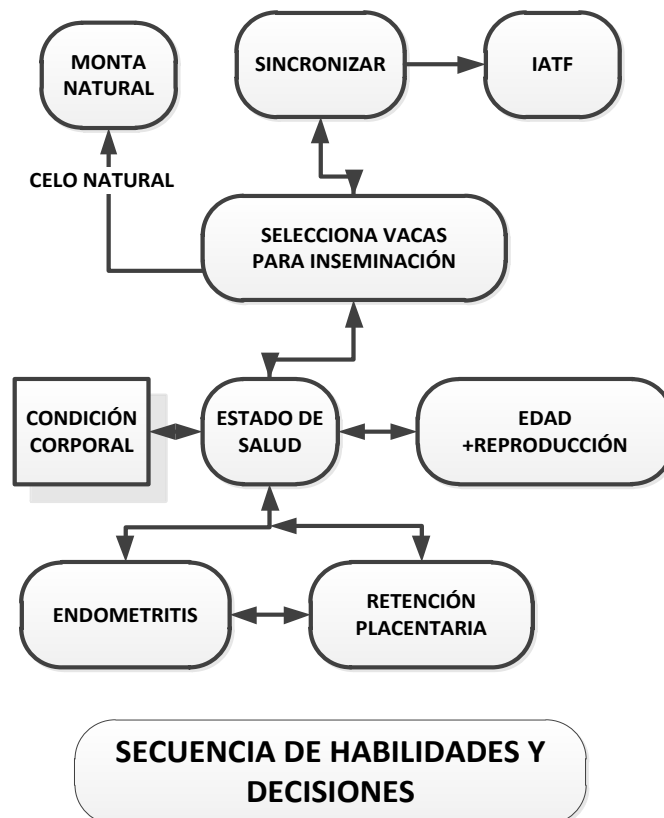 MONTA
NATURAL
SINCRONIZAR
IATF
CELO NATURAL
SELECCIONA VACAS
PARA INSEMINACIÓN
CONDICIÓN
CORPORAL
ESTADO DE
SALUD
EDAD
+REPRODUCCIÓN
ENDOMETRITIS
RETENCIÓN
PLACENTARIA
SECUENCIA DE HABILIDADES Y
DECISIONES